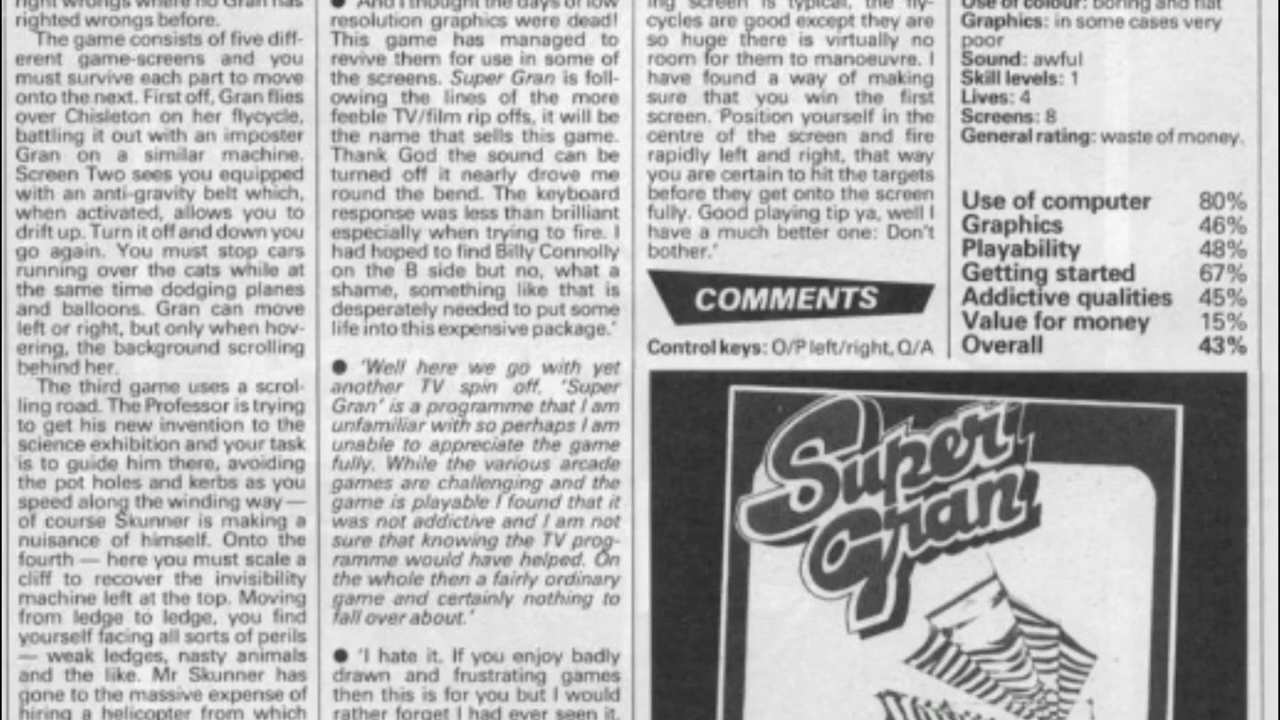 right wrongs where no Gran has
righted wrongs before.
The game consists of five diff-
erent game-screens and you
must survive each part to move
onto the next. First off, Gran flies
over Chisleton on her flycycle,
battling it out with an imposter
Gran on a similar machine.
Screen Two sees you equipped
with an anti-gravity belt which,
when activated, allows you to
drift up. Turn it off and down you
go again. You must stop cars
running over the cats while at
the same time dodging planes
and balloons. Gran can move
left or right, but only when hov-
ering, the background scrolling
behind her.
The third game uses a scrol-
ling road. The Professor is trying
to get his new invention to the
science exhibition and your task
is to guide him there, avoiding
the pot holes and kerbs as you
speed along the winding way —
of course Skunner is making a
nuisance of himself. Onto the
fourth — here you must scale a
cliff to recover the invisibility
machine left at the top. Moving
from ledge to ledge, you find
yourself facing all sorts of perils
— weak ledges, nasty animals
and the like. Mr Skunner has
gone to the massive expense of
hiring a helicopter from which
● 'And I thought the days of low
resolution graphics were dead!
This game has managed to
revive them for use in some of
the screens. Super Gran is foll-
owing the lines of the more
feeble TV/film rip offs, it will be
the name that sells this game.
Thank God the sound can be
turned off it nearly drove me
round the bend. The keyboard
response was less than brilliant
especially when trying to fire. I
had hoped to find Billy Connolly
on the B side but no, what a
shame, something like that is
desperately needed to put some
life into this expensive package.'
● 'Well here we go with yet
another TV spin off. 'Super
Gran' is a programme that I am
unfamiliar with so perhaps I am
unable to appreciate the game
fully. While the various arcade
games are challenging and the
game is playable I found that it
was not addictive and I am not
sure that knowing the TV prog-
ramme would have helped. On
the whole then a fairly ordinary
game and certainly nothing to
fall over about.'
● 'I hate it. If you enjoy badly
drawn and frustrating games
then this is for you but I would
rather forget I had ever seen it.
ing screen is typical, the fly-
cycles are good except they are
so huge there is virtually no
room for them to manoeuvre. I
have found a way of making
sure that you win the first
screen. Position yourself in the
centre of the screen and fire
rapidly left and right, that way
you are certain to hit the targets
before they get onto the screen
fully. Good playing tip ya, well I
have a much better one: Don't
bother.'
COMMENTS
Control keys: O/P left/right, Q/A
Use of colour: boring and flat
Graphics: in some cases very
poor
Sound: awful
Skill levels: 1
Lives: 4
Screens: 8
General rating: waste of money.
Use of computer 80%
Graphics 46%
Playability 48%
Getting started 67%
Addictive qualities 45%
Value for money 15%
Overall 43%
Super
Gran